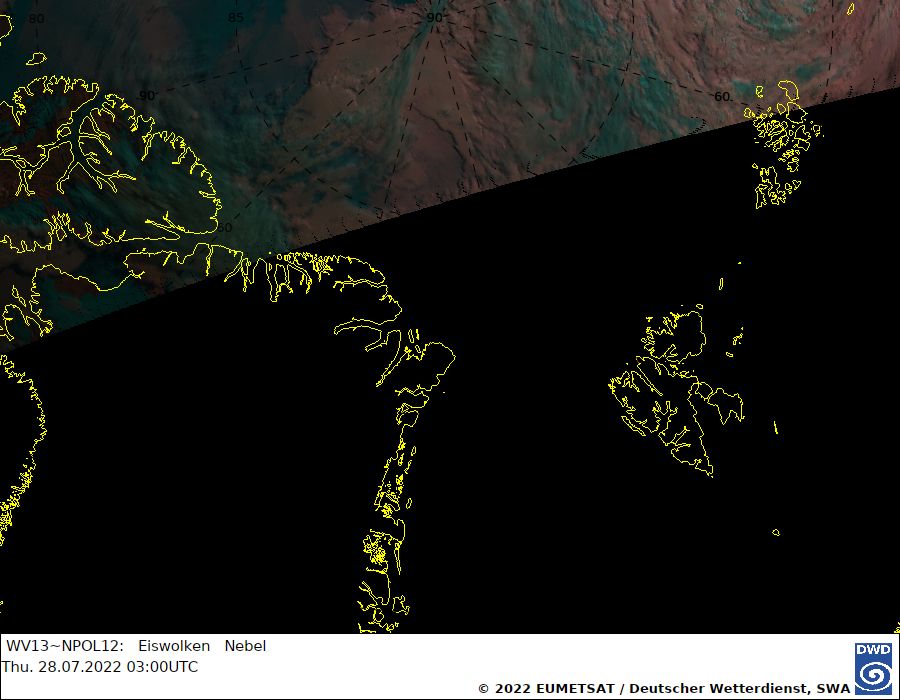 80
85
90
90
60
WV13~NPOL12: Eiswolken Nebel
Thu. 28.07.2022 03:00UTC
© 2022 EUMETSAT / Deutscher Wetterdienst, SWA
DWD